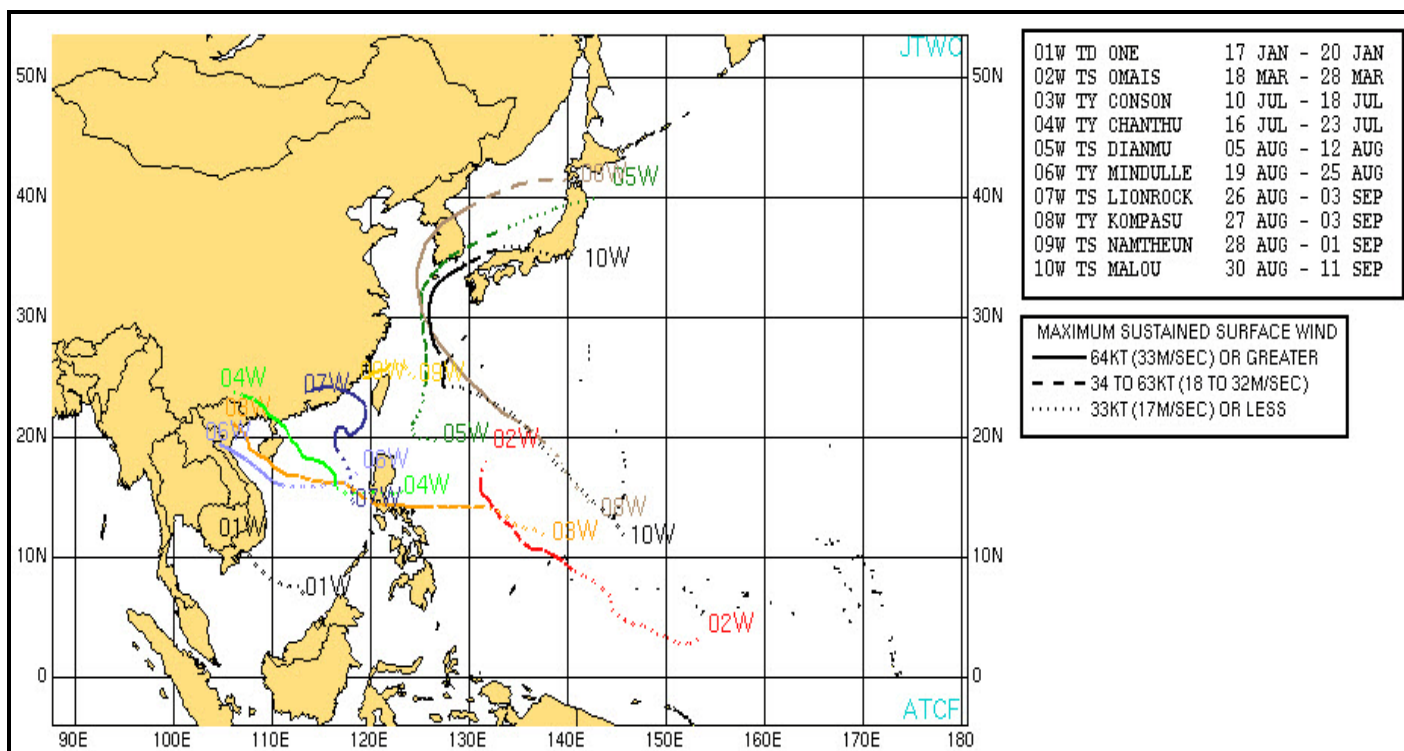 JTWC
50N
50N
01W TD ONE 17 JAN - 20 JAN
02W TS OMAIS 18 MAR - 28 MAR
03W TY CONSON 10 JUL - 18 JUL
04W TY CHANTHU 16 JUL - 23 JUL
05W TS DIANMU 05 AUG - 12 AUG
06W TY MINDULLE 19 AUG - 25 AUG
07W TS LIONROCK 26 AUG - 03 SEP
08W TY KOMPASU 27 AUG - 03 SEP
09W TS NAMTHEUN 28 AUG - 01 SEP
10W TS MALOU 30 AUG - 11 SEP
MAXIMUM SUSTAINED SURFACE WIND
64KT (33M/SEC) OR GREATER
34 TO 63KT (18 TO 32M/SEC)
33KT (17M/SEC) OR LESS
08W
05W
40N
40N
10W
30N
30N
04W
07W
09W
09W
03W
06W
20N
05W
02W
20N
06W
07W
04W
08W
01W
03W
10W
10N
10N
01W
02W
0
0
ATCF
90E
100E
110E
120E
130E
140E
150E
160E
170E
180